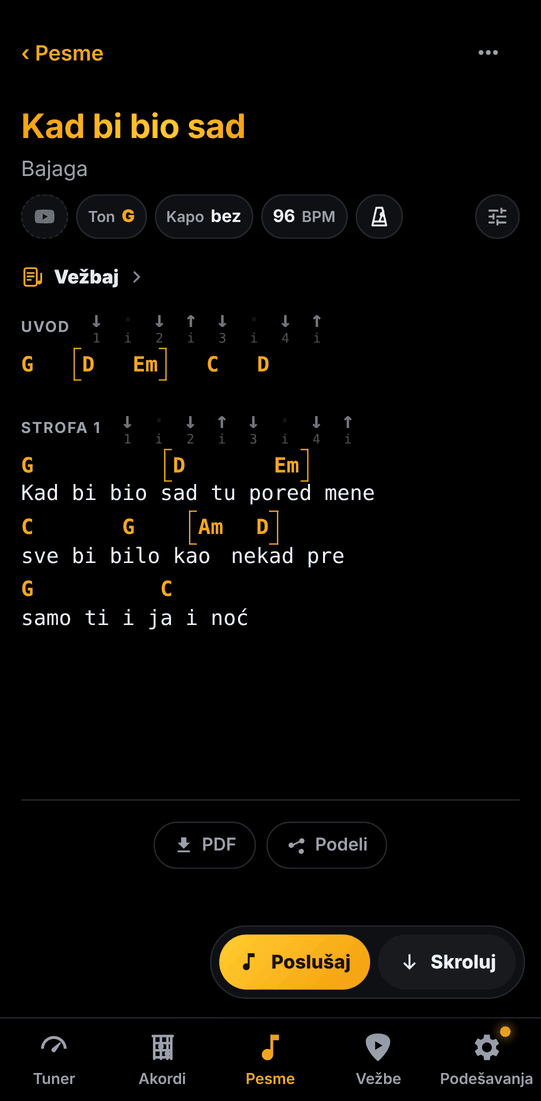 ‹ Pesme
Kad bi bio sad
Bajaga
Ton G Kapo bez 96 BPM
Vežbaj
UVOD ↓ ↓ ↑ ↓ ↓ ↑
1 i 2 i 3 i 4 i
G [D Em] C D
STROFA 1 ↓ ↓ ↑ ↓ ↓ ↑
1 i 2 i 3 i 4 i
G [D Em]
Kad bi bio sad tu pored mene
C G [Am D]
sve bi bilo kao nekad pre
G C
samo ti i ja i noć
PDF Podeli
Poslušaj ↓ Skroluj
Tuner Akordi Pesme Vežbe Podešavanja